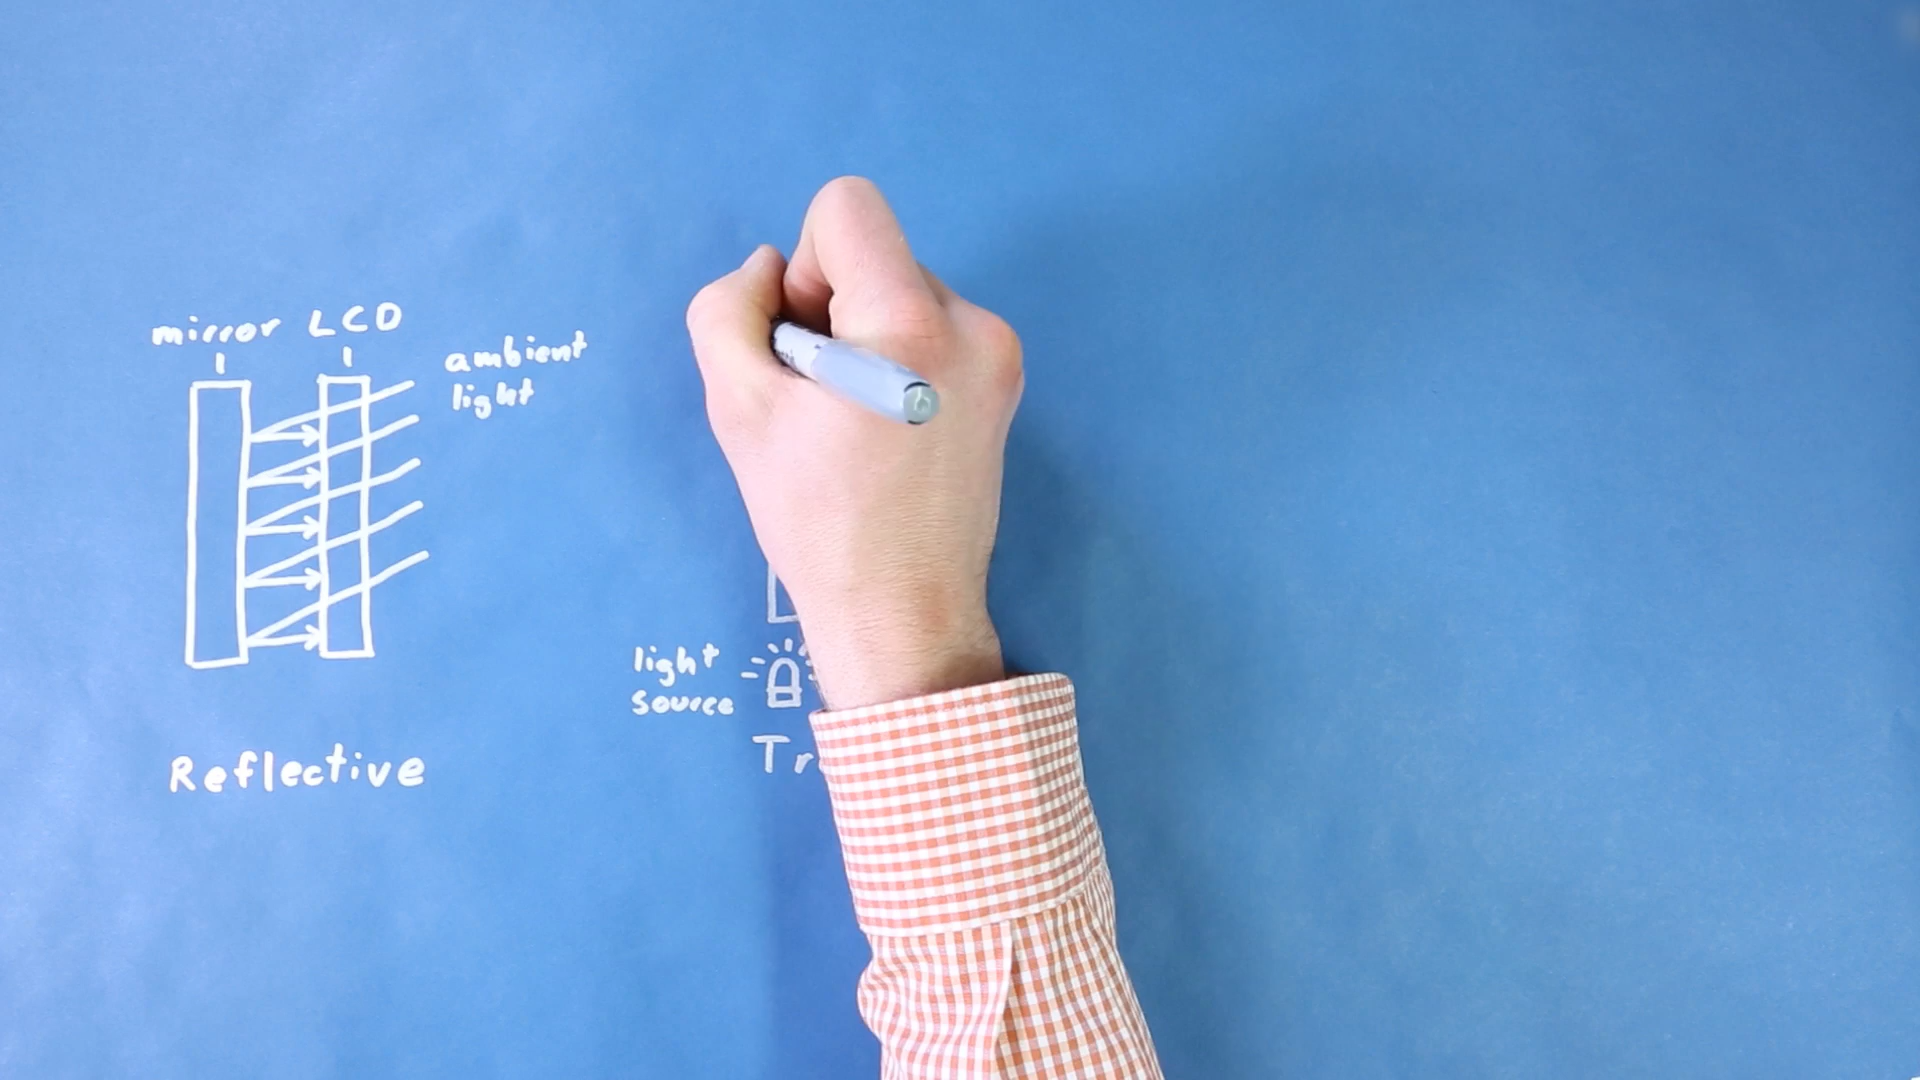 mirror LCD
ambient
light
light
source
Reflective
Tr